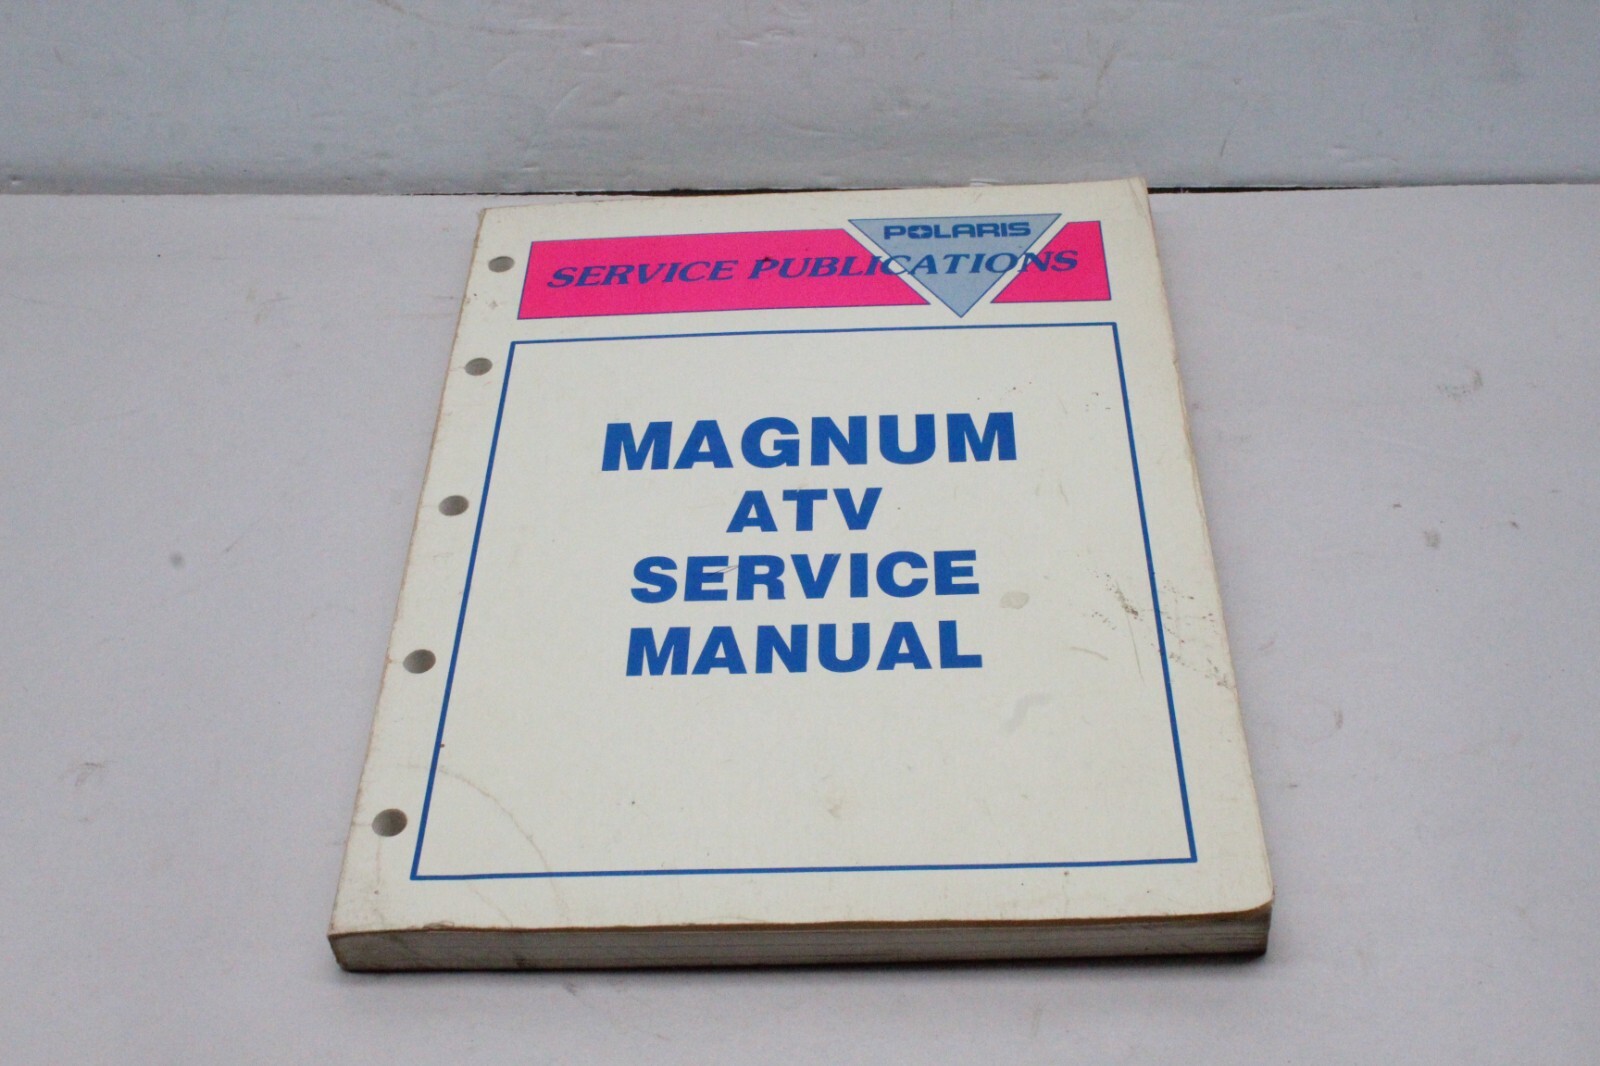 POLARIS
SERVICE PUBLICATIONS
MAGNUM
ATV
SERVICE
MANUAL